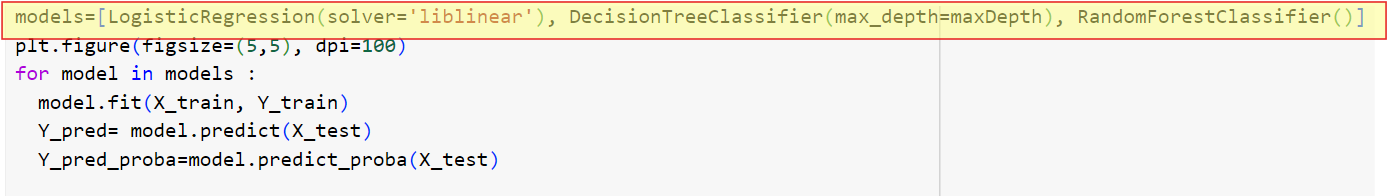 models=[LogisticRegression(solver='liblinear'), DecisionTreeClassifier(max_depth=maxDepth), RandomForestClassifier()]
plt.figure(figsize=(5,5), dpi=100)
for model in models :
  model.fit(X_train, Y_train)
  Y_pred= model.predict(X_test)
  Y_pred_proba=model.predict_proba(X_test)